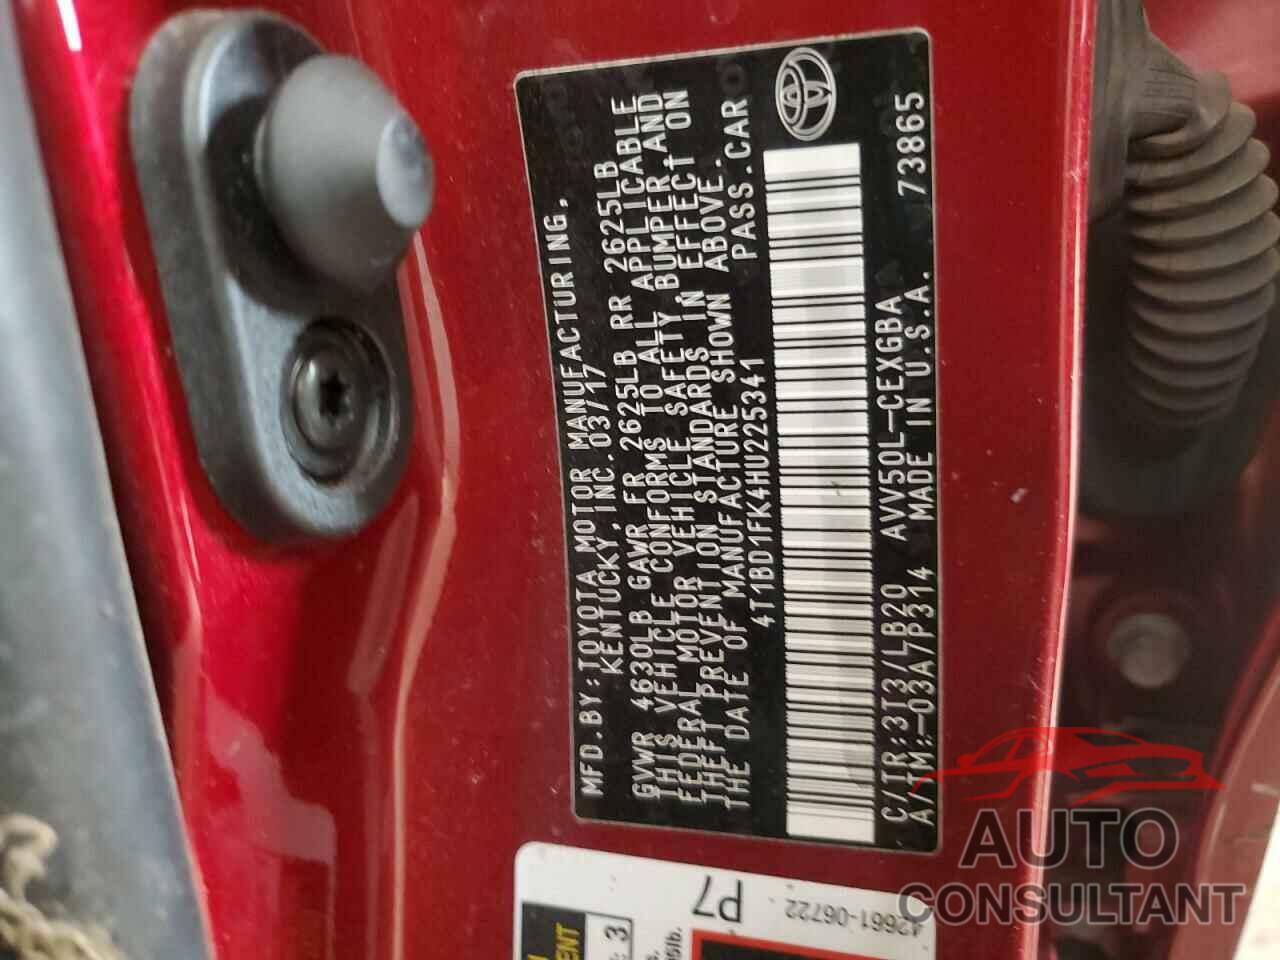 MFD.BY:TOYOTA MOTOR MANUFACTURING,
KENTUCKY,INC.03/17
GVWR 4630LB GAWR FR 2625LB RR 2625LB
THIS VEHICLE CONFORMS TO ALL APPLICABLE
FEDERAL MOTOR VEHICLE SAFETY,BUMPER,AND
THEFT PREVENTION STANDARDS IN EFFECT ON
THE DATE OF MANUFACTURE SHOWN ABOVE.
4T1BD1FK4HU225341 PASS.CAR
C/TR:3T3/LB20 AVV50L-CEXGBA 73865
A/TM:-03A/P314 MADE IN U.S.A.
ENT
: 3
P7
42661-06722
AUTO
CONSULTANT